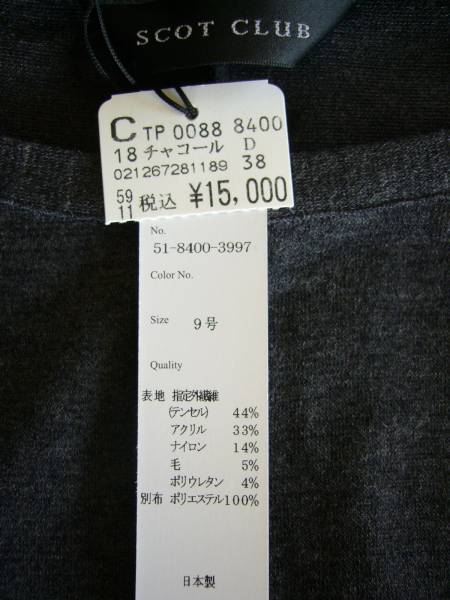 SCOT CLUB
C TP 0088 8400
18 チャコール D
021267281189 38
59
11 税込 ¥15,000
No.
51-8400-3997
Color No.
Size 9号
Quality
表地 指定外繊維
(テンセル) 44%
アクリル 33%
ナイロン 14%
毛 5%
ポリウレタン 4%
別布 ポリエステル100%
日本製